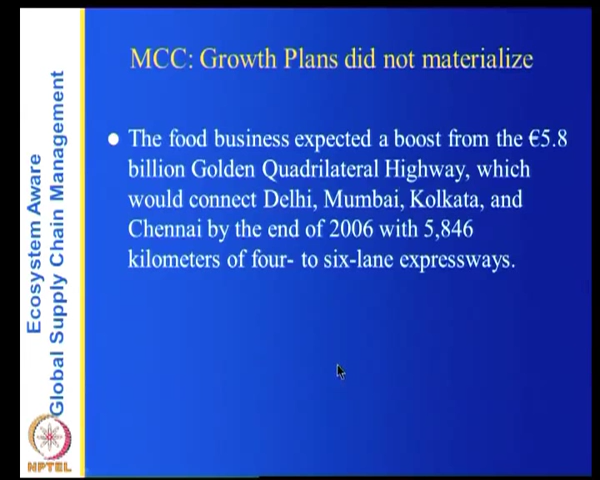 MCC: Growth Plans did not materialize
The food business expected a boost from the €5.8
billion Golden Quadrilateral Highway, which
would connect Delhi, Mumbai, Kolkata, and
Chennai by the end of 2006 with 5,846
kilometers of four- to six-lane expressways.
Ecosystem Aware
Global Supply Chain Management
NPTEL